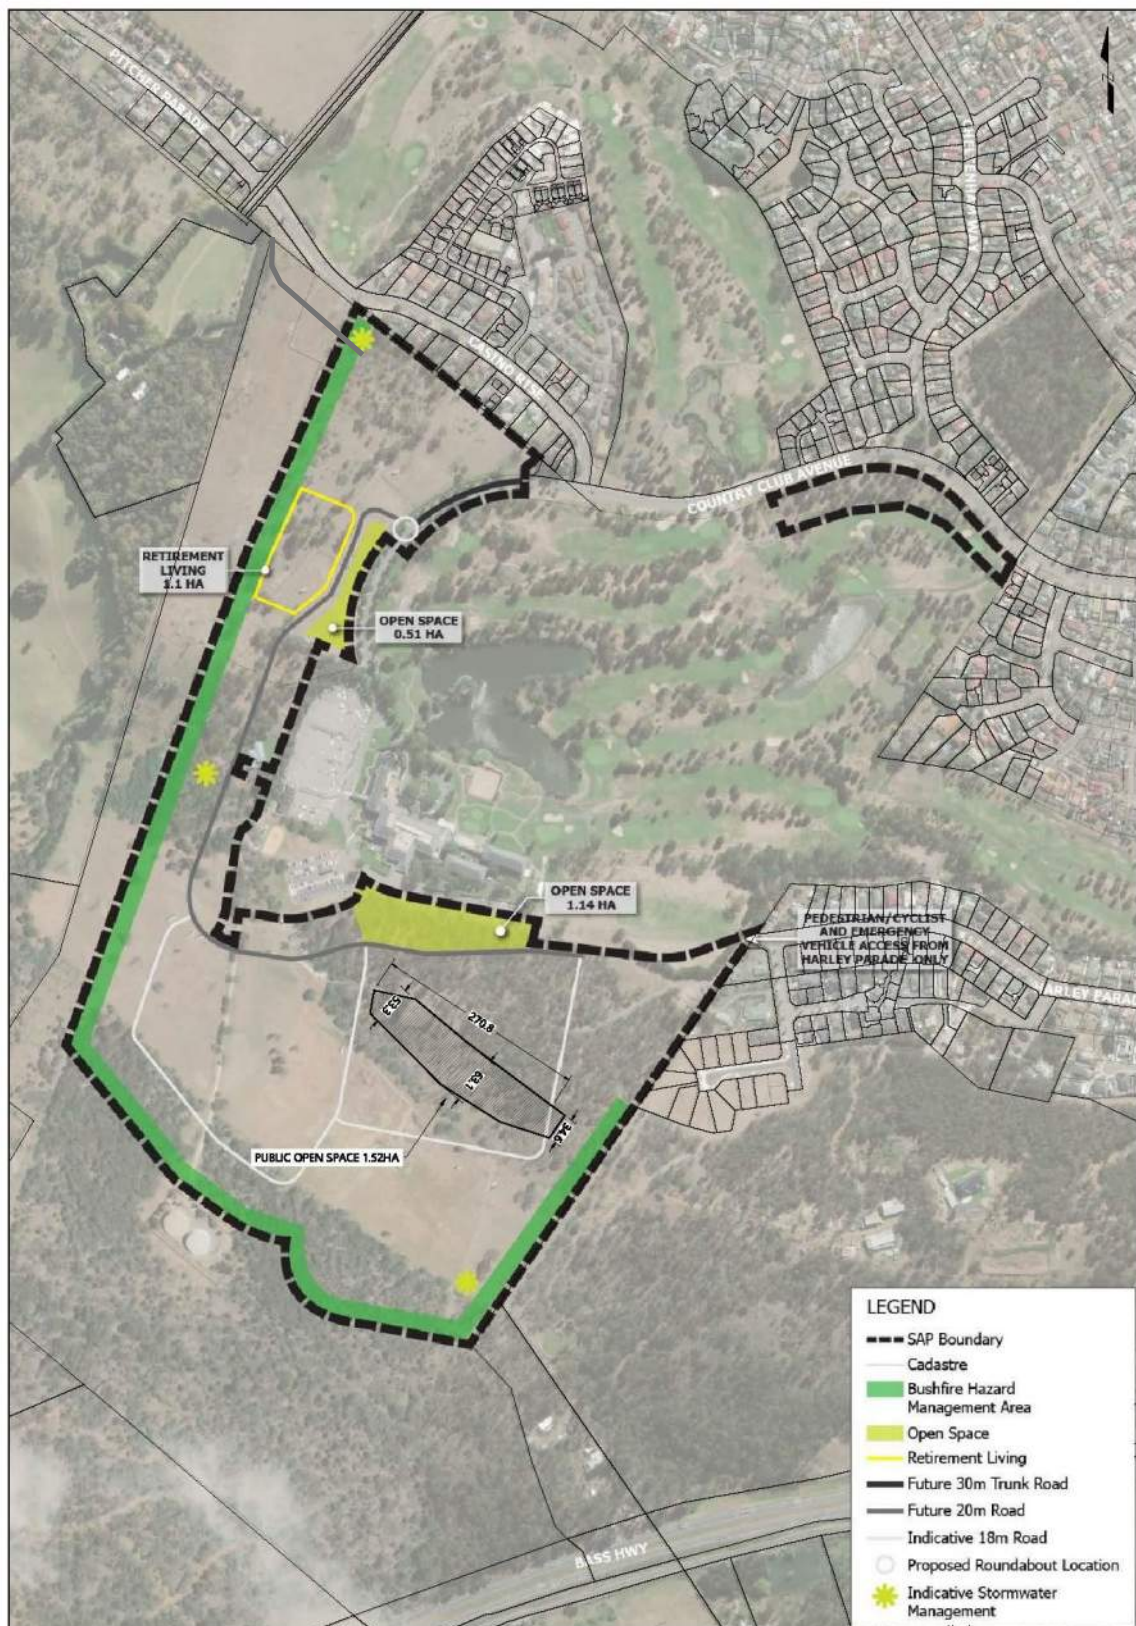 PITCHER PARADE
N
CASINO RISE
COUNTRY CLUB AVENUE
RETIREMENT
LIVING
1.1 HA
OPEN SPACE
0.51 HA
OPEN SPACE
1.14 HA
PEDESTRIAN/CYCLIST
AND EMERGENCY
VEHICLE ACCESS FROM
HARLEY PARADE ONLY
HARLEY PARADE
53.3
270.8
63.1
34.6
PUBLIC OPEN SPACE 1.52HA
BASS HWY
LEGEND
SAP Boundary
Cadastre
Bushfire Hazard
Management Area
Open Space
Retirement Living
Future 30m Trunk Road
Future 20m Road
Indicative 18m Road
Proposed Roundabout Location
Indicative Stormwater
Management